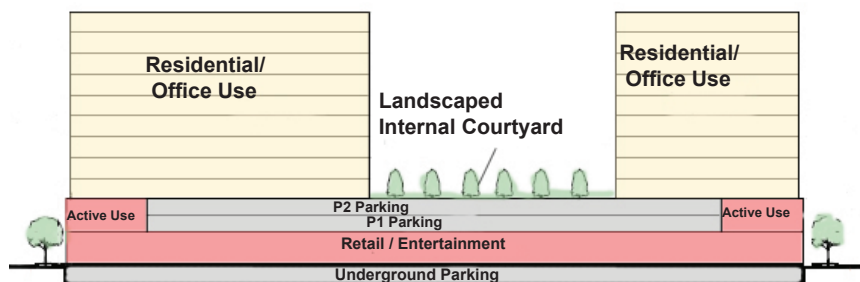 Residential/
Office Use
Residential/
Office Use
Landscaped
Internal Courtyard
P2 Parking
Active Use
P1 Parking
Active Use
Retail / Entertainment
Underground Parking